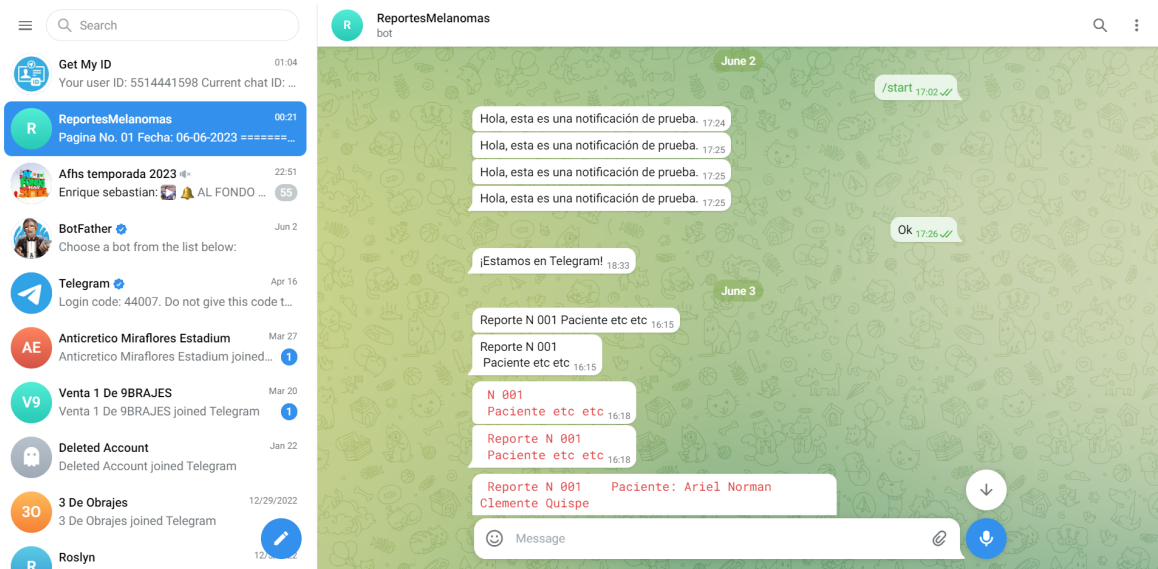 Search
Get My ID 01:04
Your user ID: 5514441598 Current chat ID: ...
R
ReportesMelanomas 00:21
Pagina No. 01 Fecha: 06-06-2023 =======...
Afhs temporada 2023 22:51
Enrique sebastian: AL FONDO ... 55
BotFather Jun 2
Choose a bot from the list below:
Telegram Apr 16
Login code: 44007. Do not give this code t...
AE
Anticretico Miraflores Estadium Mar 27
Anticretico Miraflores Estadium joined... 1
V9
Venta 1 De 9BRAJES Mar 20
Venta 1 De 9BRAJES joined Telegram 1
Deleted Account Jan 22
Deleted Account joined Telegram
3O
3 De Obrajes 12/29/2022
3 De Obrajes joined Telegram
R
Roslyn
R
ReportesMelanomas
bot
June 2
/start 17:02
Hola, esta es una notificación de prueba. 17:24
Hola, esta es una notificación de prueba. 17:25
Hola, esta es una notificación de prueba. 17:25
Hola, esta es una notificación de prueba. 17:25
Ok 17:26
¡Estamos en Telegram! 18:33
June 3
Reporte N 001 Paciente etc etc 16:15
Reporte N 001
Paciente etc etc 16:15
N 001
Paciente etc etc 16:18
Reporte N 001
Paciente etc etc 16:18
Reporte N 001 Paciente: Ariel Norman
Clemente Quispe
Message